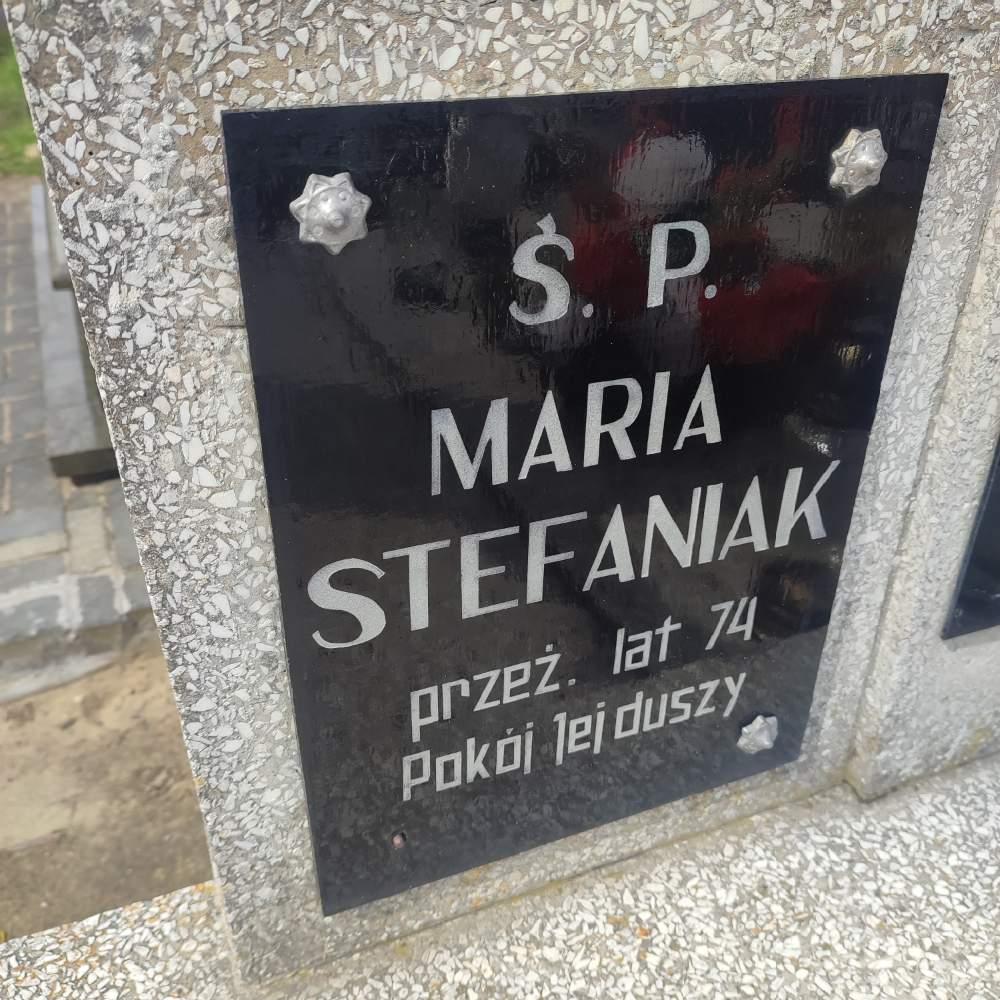 Ś. P.
MARIA
STEFANIAK
przeż. lat 74
Pokój Jej duszy